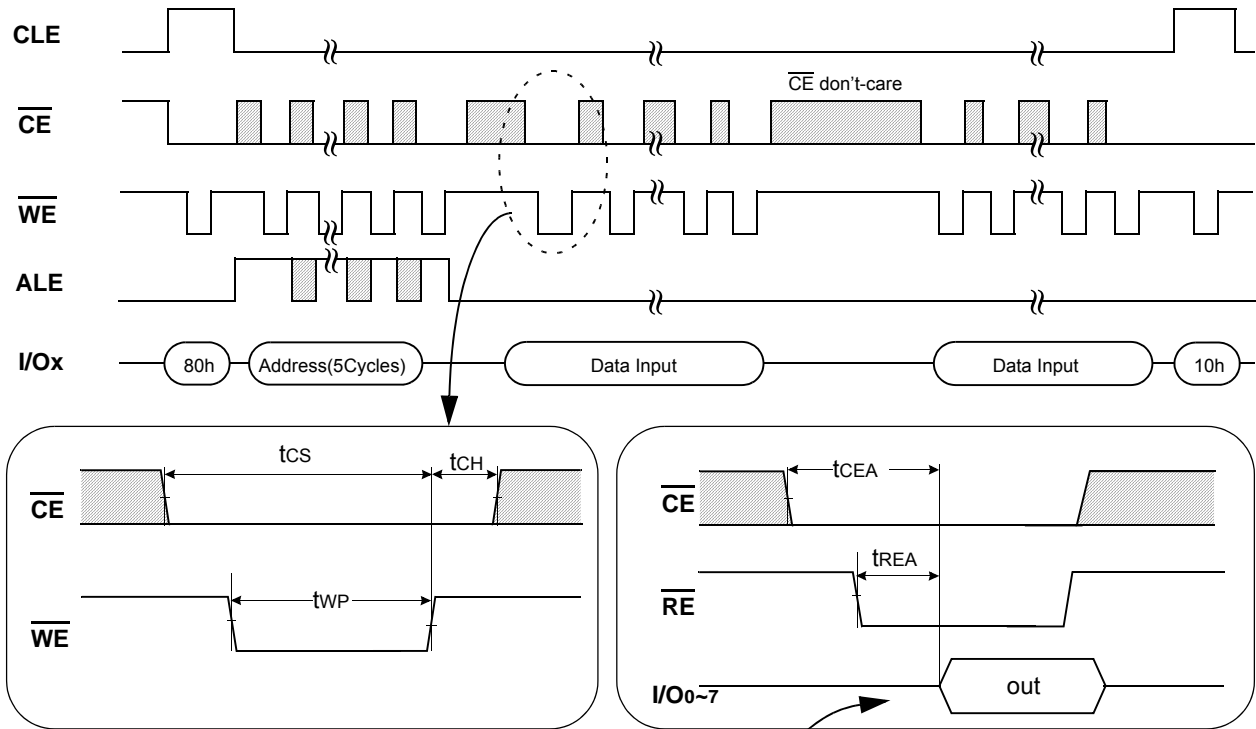 CLE
CE don't-care
CE
WE
ALE
I/Ox 80h Address(5Cycles) Data Input Data Input 10h
tCS tCH
CE
tWP
WE
tCEA
CE
tREA
RE
I/O0~7 out